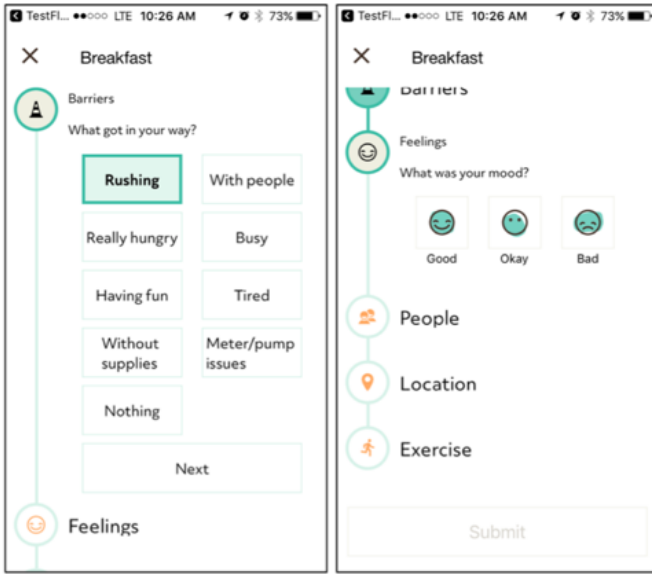 TestFl... LTE 10:26 AM 73%
Breakfast
Barriers
What got in your way?
Rushing
With people
Really hungry
Busy
Having fun
Tired
Without
supplies
Meter/pump
issues
Nothing
Next
Feelings
TestFl... LTE 10:26 AM 73%
Breakfast
Barriers
Feelings
What was your mood?
Good
Okay
Bad
People
Location
Exercise
Submit